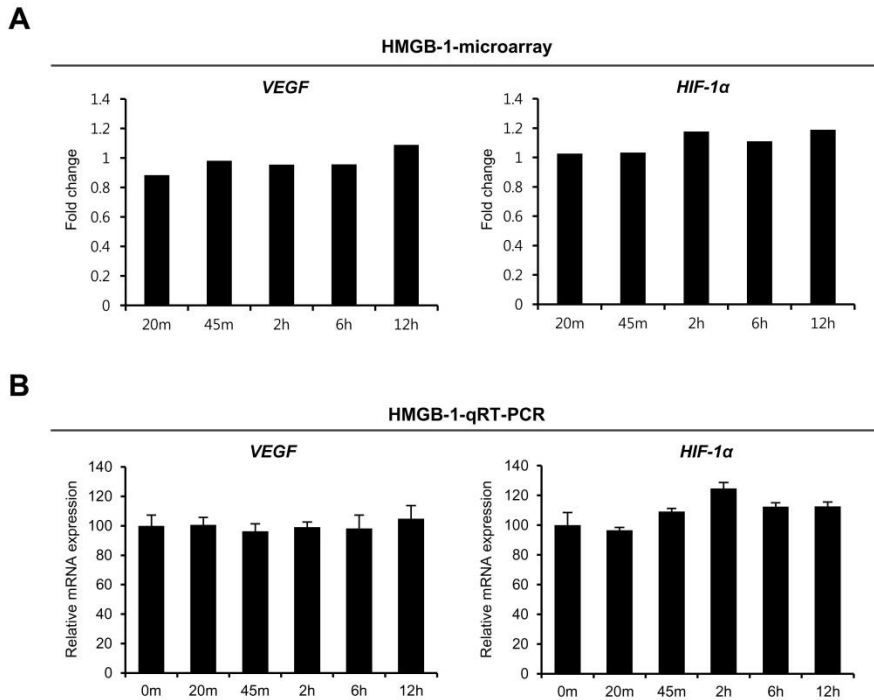 A
HMGB-1-microarray
VEGF
HIF-1α
Fold change
1.4
1.2
1
0.8
0.6
0.4
0.2
0
20m 45m 2h 6h 12h
Fold change
1.4
1.2
1
0.8
0.6
0.4
0.2
0
20m 45m 2h 6h 12h
B
HMGB-1-qRT-PCR
VEGF
HIF-1α
Relative mRNA expression
140
120
100
80
60
40
20
0
0m 20m 45m 2h 6h 12h
Relative mRNA expression
140
120
100
80
60
40
20
0
0m 20m 45m 2h 6h 12h